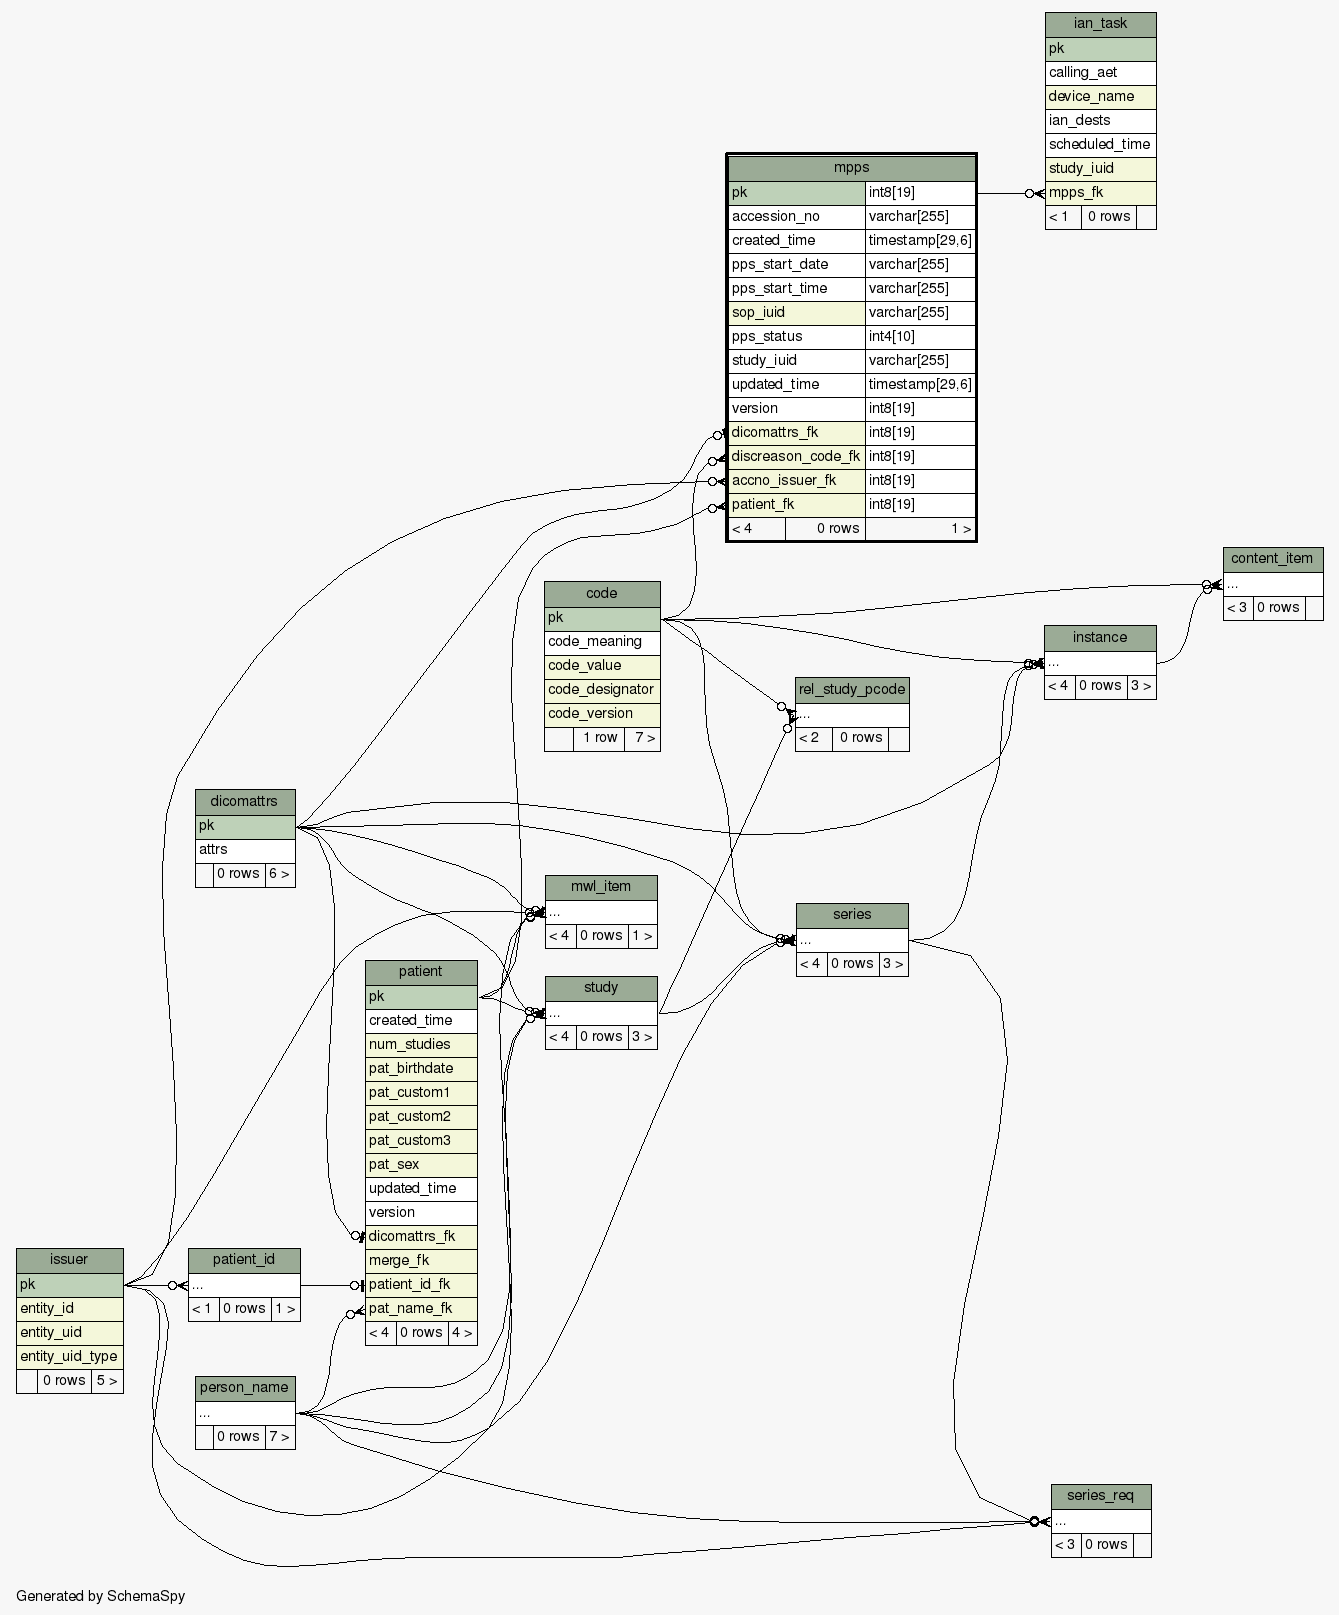 ian_task
pk
calling_aet
device_name
ian_dests
scheduled_time
study_iuid
mpps_fk
< 1 0 rows
mpps
pk int8[19]
accession_no varchar[255]
created_time timestamp[29,6]
pps_start_date varchar[255]
pps_start_time varchar[255]
sop_iuid varchar[255]
pps_status int4[10]
study_iuid varchar[255]
updated_time timestamp[29,6]
version int8[19]
dicomattrs_fk int8[19]
discreason_code_fk int8[19]
accno_issuer_fk int8[19]
patient_fk int8[19]
< 4 0 rows 1 >
content_item
...
< 3 0 rows
code
pk
code_meaning
code_value
code_designator
code_version
1 row 7 >
instance
...
< 4 0 rows 3 >
rel_study_pcode
...
< 2 0 rows
dicomattrs
pk
attrs
0 rows 6 >
mwl_item
...
< 4 0 rows 1 >
series
...
< 4 0 rows 3 >
patient
pk
created_time
num_studies
pat_birthdate
pat_custom1
pat_custom2
pat_custom3
pat_sex
updated_time
version
dicomattrs_fk
merge_fk
patient_id_fk
pat_name_fk
< 4 0 rows 4 >
study
...
< 4 0 rows 3 >
issuer
pk
entity_id
entity_uid
entity_uid_type
0 rows 5 >
patient_id
...
< 1 0 rows 1 >
person_name
...
0 rows 7 >
series_req
...
< 3 0 rows
Generated by SchemaSpy